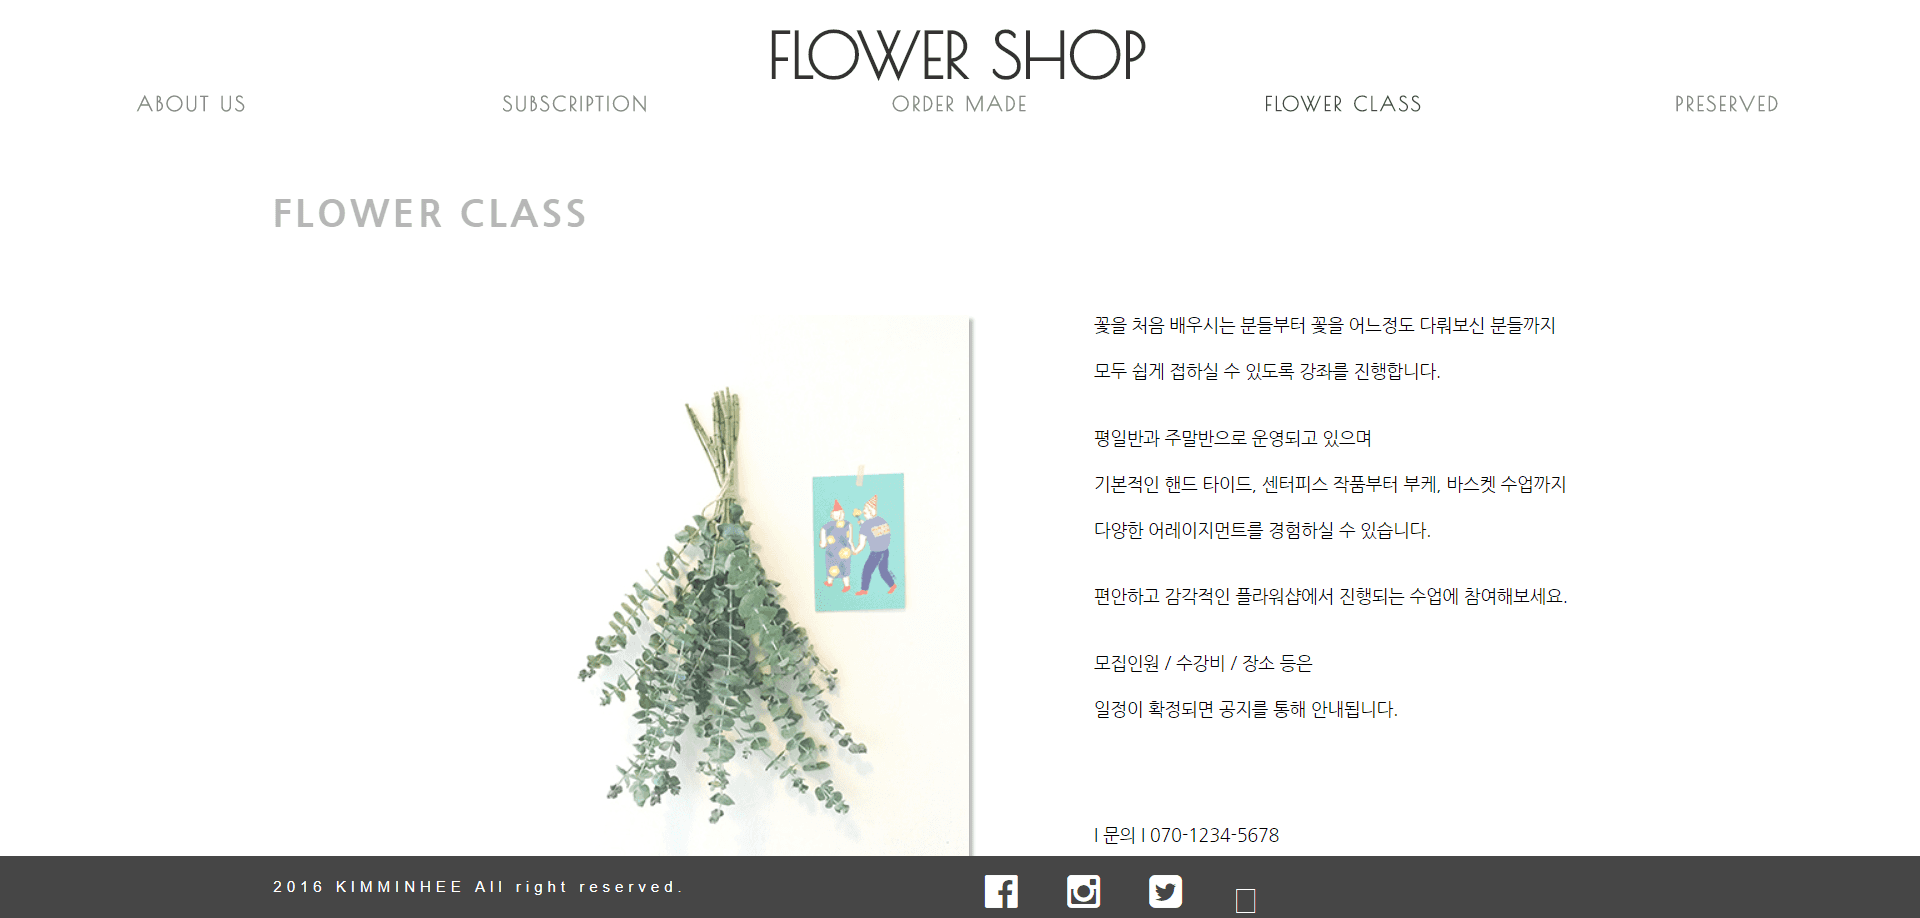 FLOWER SHOP
ABOUT US
SUBSCRIPTION
ORDER MADE
FLOWER CLASS
PRESERVED
FLOWER CLASS
꽃을 처음 배우시는 분들부터 꽃을 어느정도 다뤄보신 분들까지
모두 쉽게 접하실 수 있도록 강좌를 진행합니다.
평일반과 주말반으로 운영되고 있으며
기본적인 핸드 타이드, 센터피스 작품부터 부케, 바스켓 수업까지
다양한 어레이지먼트를 경험하실 수 있습니다.
편안하고 감각적인 플라워샵에서 진행되는 수업에 참여해보세요.
모집인원 / 수강비 / 장소 등은
일정이 확정되면 공지를 통해 안내됩니다.
l 문의 l 070-1234-5678
2016 KIMMINHEE All right reserved.